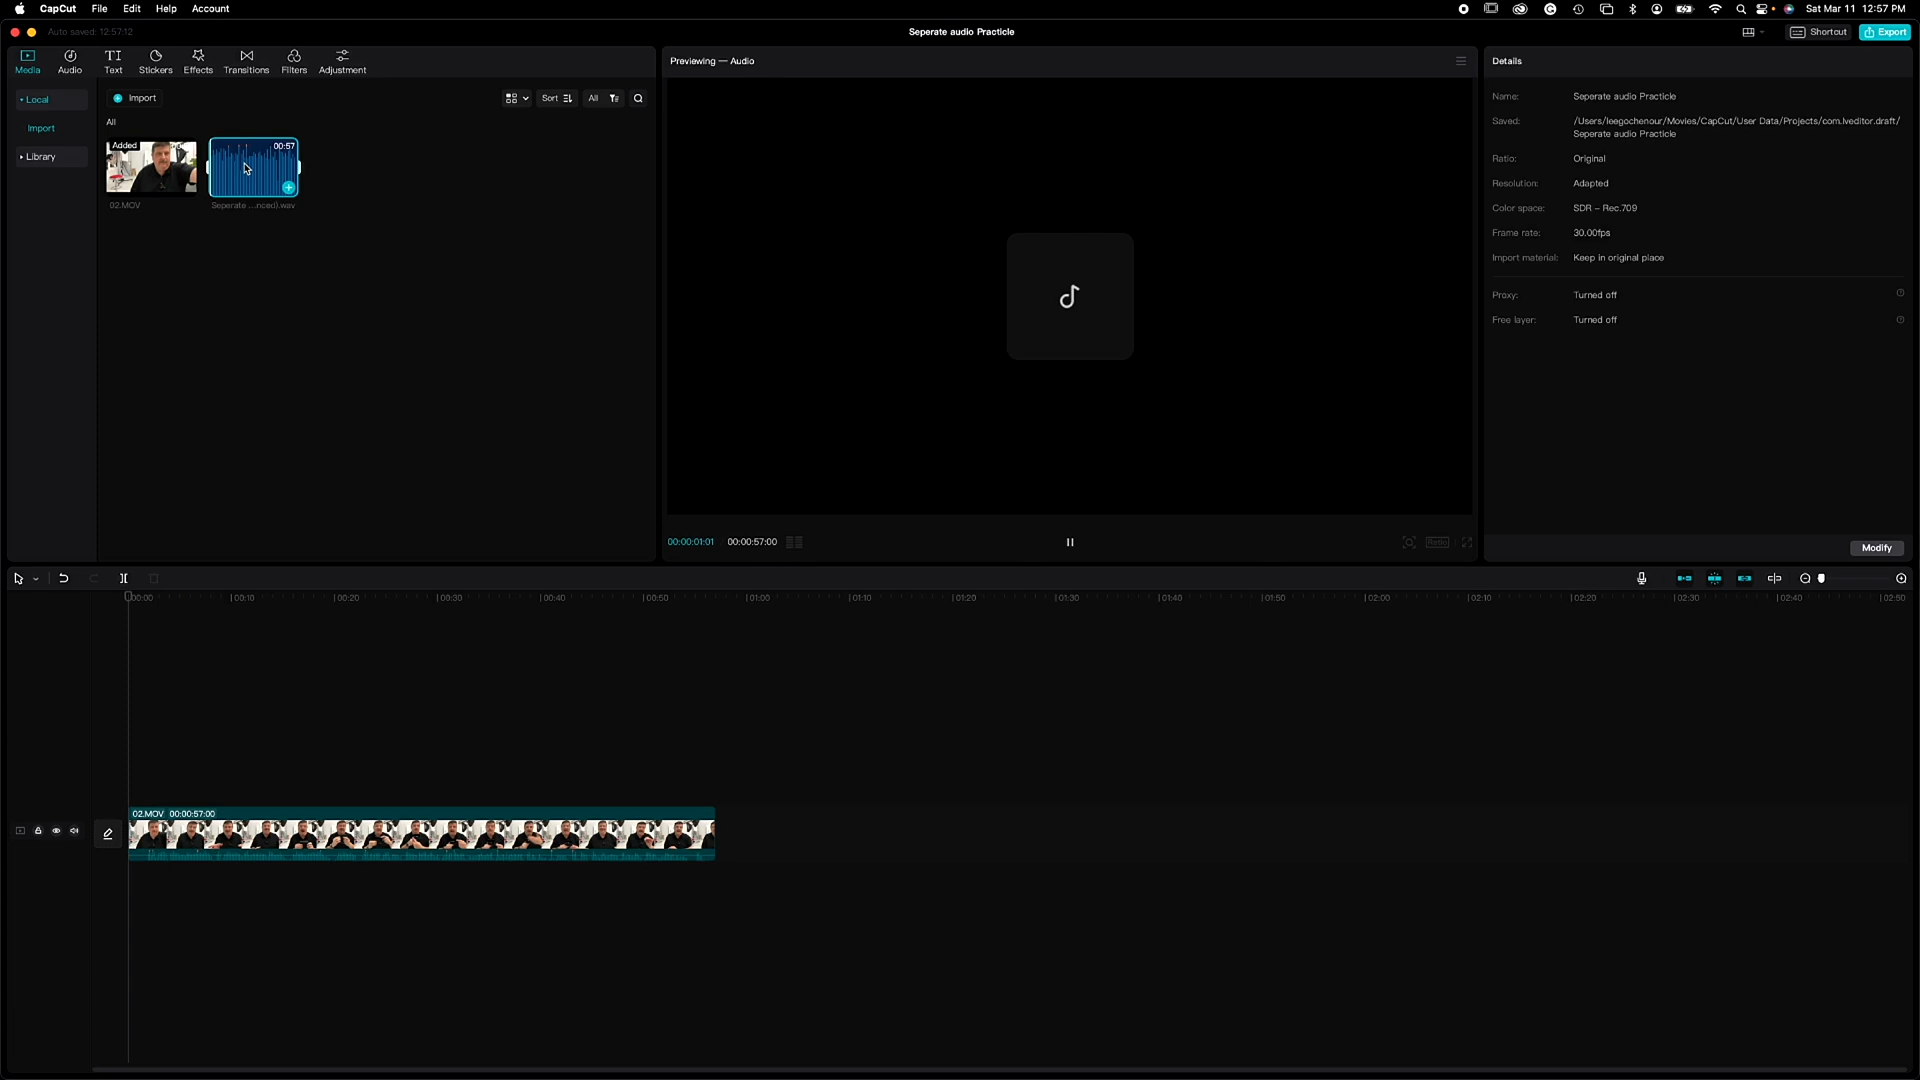 CapCut File Edit Help Account Sat Mar 11 12:57 PM
Auto saved: 12:57:12 Seperate audio Practicle Shortcut Export
Media Audio Text Stickers Effects Transitions Filters Adjustment
Previewing — Audio
Details
Local
Import
Library
Import Sort All
All
Added
02.MOV
00:57
Seperate ...nced).wav
00:00:01:01 00:00:57:00
Ratio
Name: Seperate audio Practicle
Saved: /Users/leegochenour/Movies/CapCut/User Data/Projects/com.lveditor.draft/
Seperate audio Practicle
Ratio: Original
Resolution: Adapted
Color space: SDR – Rec.709
Frame rate: 30.00fps
Import material: Keep in original place
Proxy: Turned off
Free layer: Turned off
Modify
00:00 00:10 00:20 00:30 00:40 00:50 01:00 01:10 01:20 01:30 01:40 01:50 02:00 02:10 02:20 02:30 02:40 02:50
02.MOV 00:00:57:00